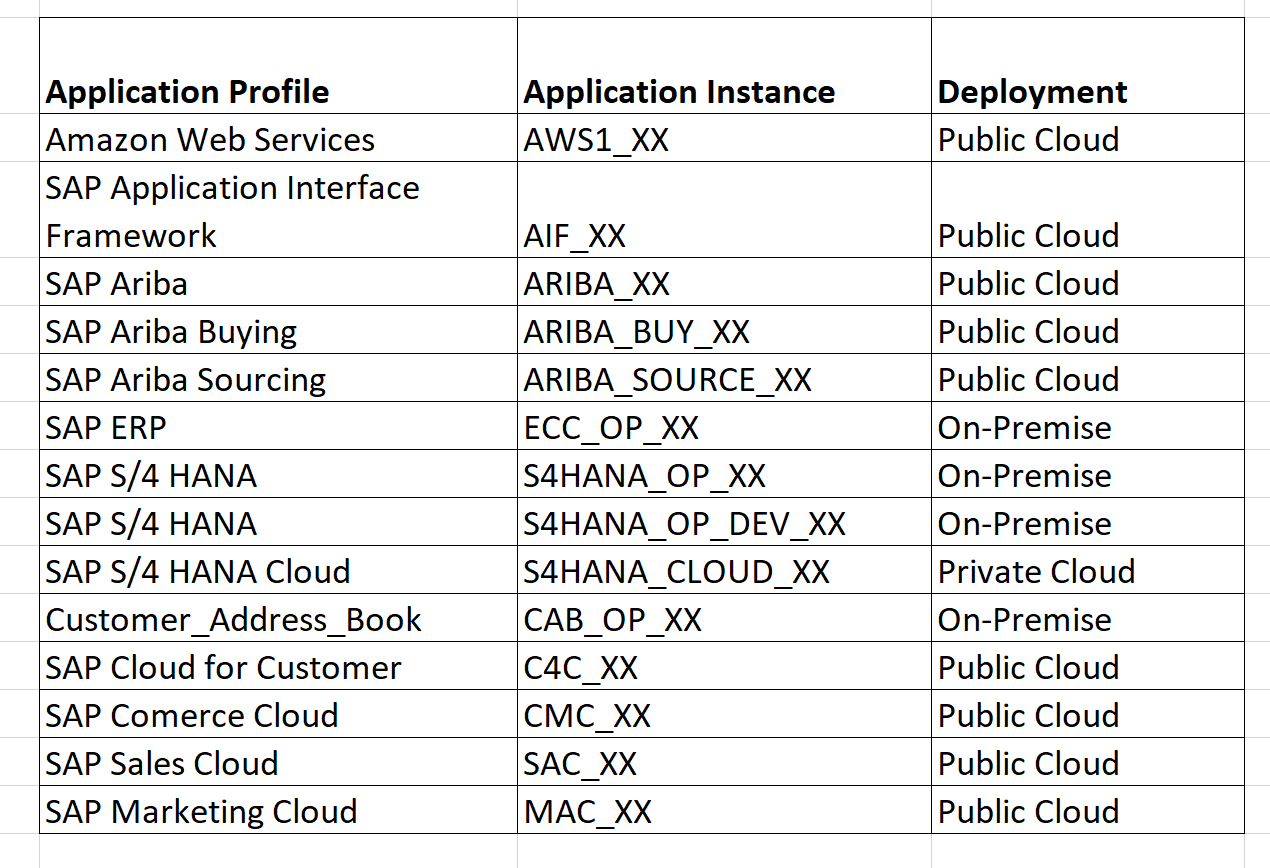 Application Profile Application Instance Deployment
Amazon Web Services AWS1_XX Public Cloud
SAP Application Interface
Framework AIF_XX Public Cloud
SAP Ariba ARIBA_XX Public Cloud
SAP Ariba Buying ARIBA_BUY_XX Public Cloud
SAP Ariba Sourcing ARIBA_SOURCE_XX Public Cloud
SAP ERP ECC_OP_XX On-Premise
SAP S/4 HANA S4HANA_OP_XX On-Premise
SAP S/4 HANA S4HANA_OP_DEV_XX On-Premise
SAP S/4 HANA Cloud S4HANA_CLOUD_XX Private Cloud
Customer_Address_Book CAB_OP_XX On-Premise
SAP Cloud for Customer C4C_XX Public Cloud
SAP Comerce Cloud CMC_XX Public Cloud
SAP Sales Cloud SAC_XX Public Cloud
SAP Marketing Cloud MAC_XX Public Cloud